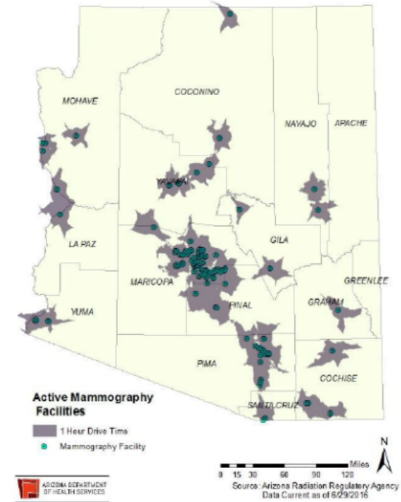 COCONINO
MOHAVE
NAVAJO
APACHE
YAVAPAI
LA PAZ
GILA
GREENLEE
MARICOPA
GRAHAM
PINAL
YUMA
PIMA
COCHISE
SANTA CRUZ
Active Mammography
Facilities
1 Hour Drive Time
Mammography Facility
N
Miles
0 15 30 60 90 120
Source: Arizona Radiation Regulatory Agency
Data Current as of 6/29/2016
ARIZONA DEPARTMENT
OF HEALTH SERVICES